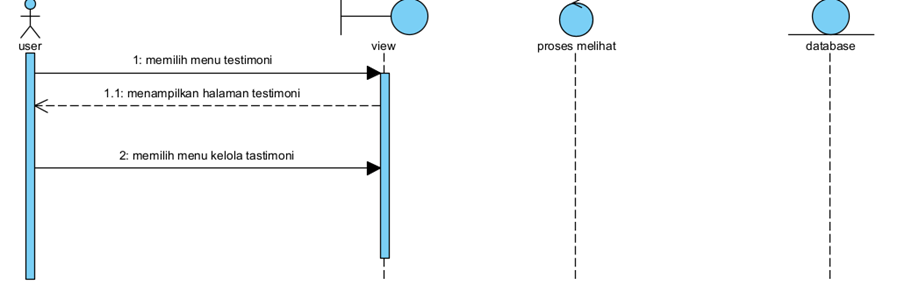 user
view
proses melihat
database
1: memilih menu testimoni
1.1: menampilkan halaman testimoni
2: memilih menu kelola tastimoni